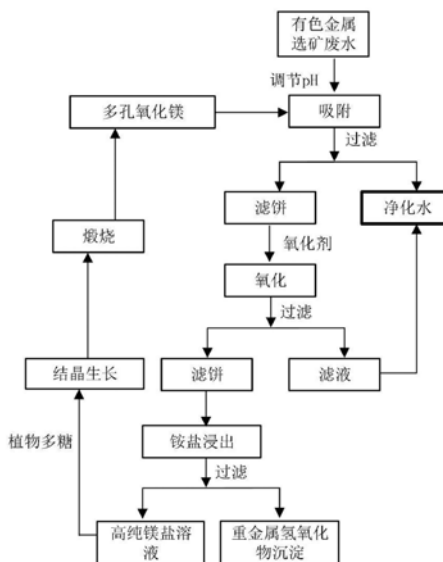 有色金属
选矿废水
调节pH
多孔氧化镁
吸附
过滤
滤饼
净化水
煅烧
氧化剂
氧化
过滤
结晶生长
滤饼
滤液
植物多糖
铵盐浸出
过滤
高纯镁盐溶
液
重金属氢氧化
物沉淀